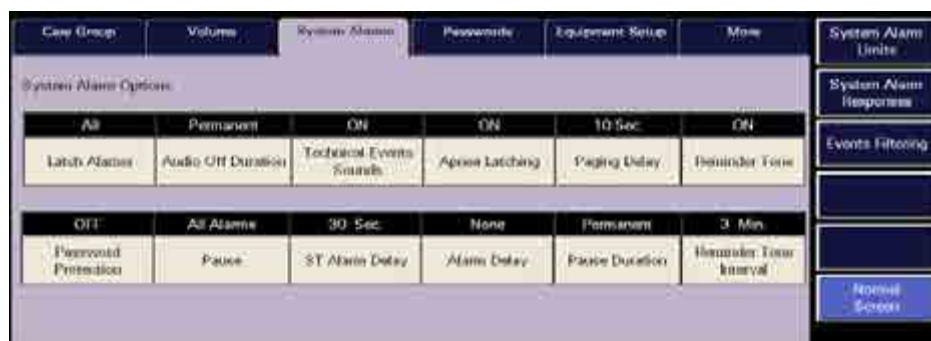 Care Group Volume System Alarms Passwords Equipment Setup More
System Alarm Limits
System Alarm Options
System Alarm Responses
All Permanent ON ON 10 Sec. ON
Latch Alarms Audio Off Duration Technical Events Sounds Apnea Latching Paging Delay Reminder Tone
Events Filtering
OFF All Alarms 30 Sec. None Permanent 3 Min.
Password Protection Pause ST Alarm Delay Alarm Delay Pause Duration Reminder Tone Interval
Normal Screen